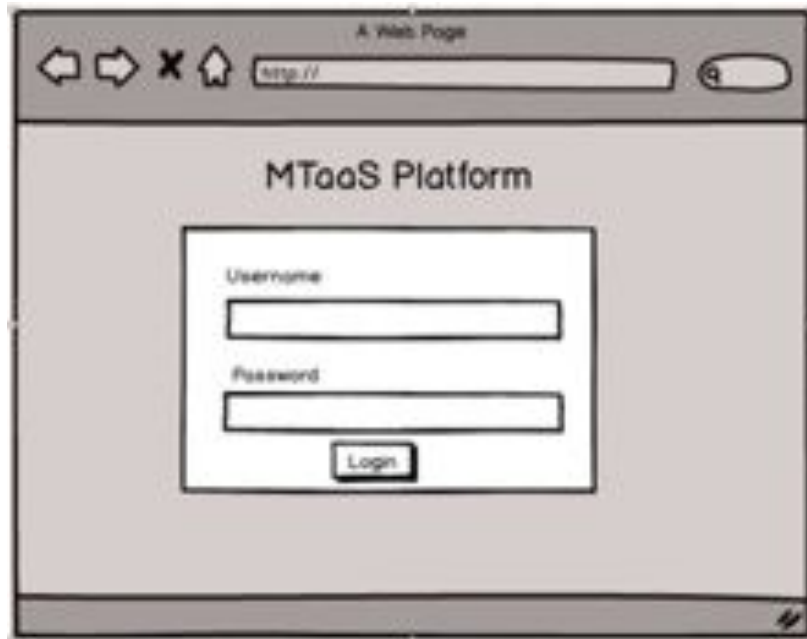 A Web Page
http://
MTaaS Platform
Username
Password
Login